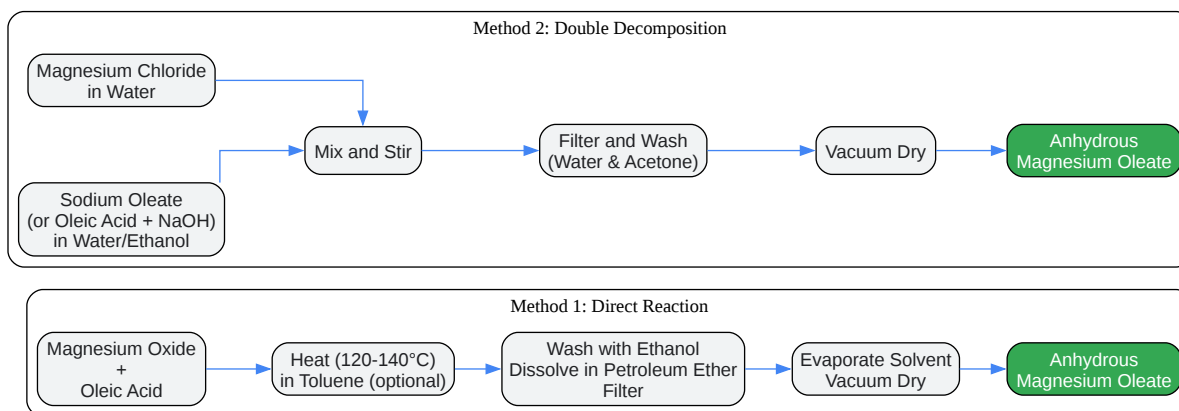 Method 2: Double Decomposition
Magnesium Chloride
in Water
Sodium Oleate
(or Oleic Acid + NaOH)
in Water/Ethanol
Mix and Stir
Filter and Wash
(Water & Acetone)
Vacuum Dry
Anhydrous
Magnesium Oleate
Method 1: Direct Reaction
Magnesium Oxide
+
Oleic Acid
Heat (120-140°C)
in Toluene (optional)
Wash with Ethanol
Dissolve in Petroleum Ether
Filter
Evaporate Solvent
Vacuum Dry
Anhydrous
Magnesium Oleate